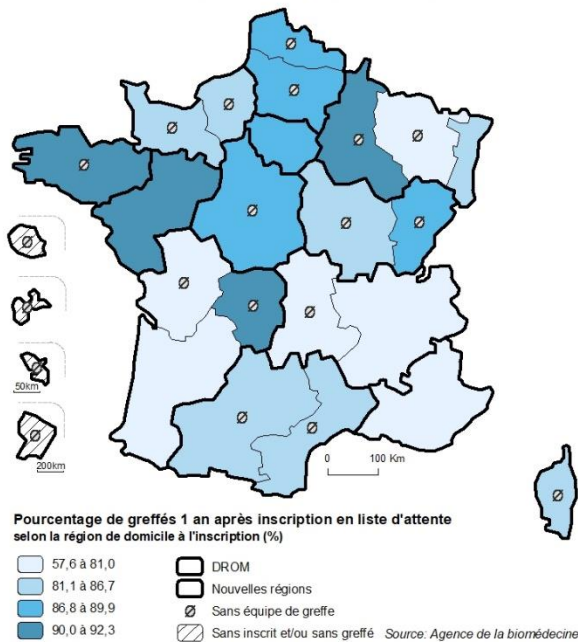 50km
200km
0 100 Km
Pourcentage de greffés 1 an après inscription en liste d'attente
selon la région de domicile à l'inscription (%)
57,6 à 81,0
81,1 à 86,7
86,8 à 89,9
90,0 à 92,3
DROM
Nouvelles régions
Sans équipe de greffe
Sans inscrit et/ou sans greffé
Source: Agence de la biomédecine